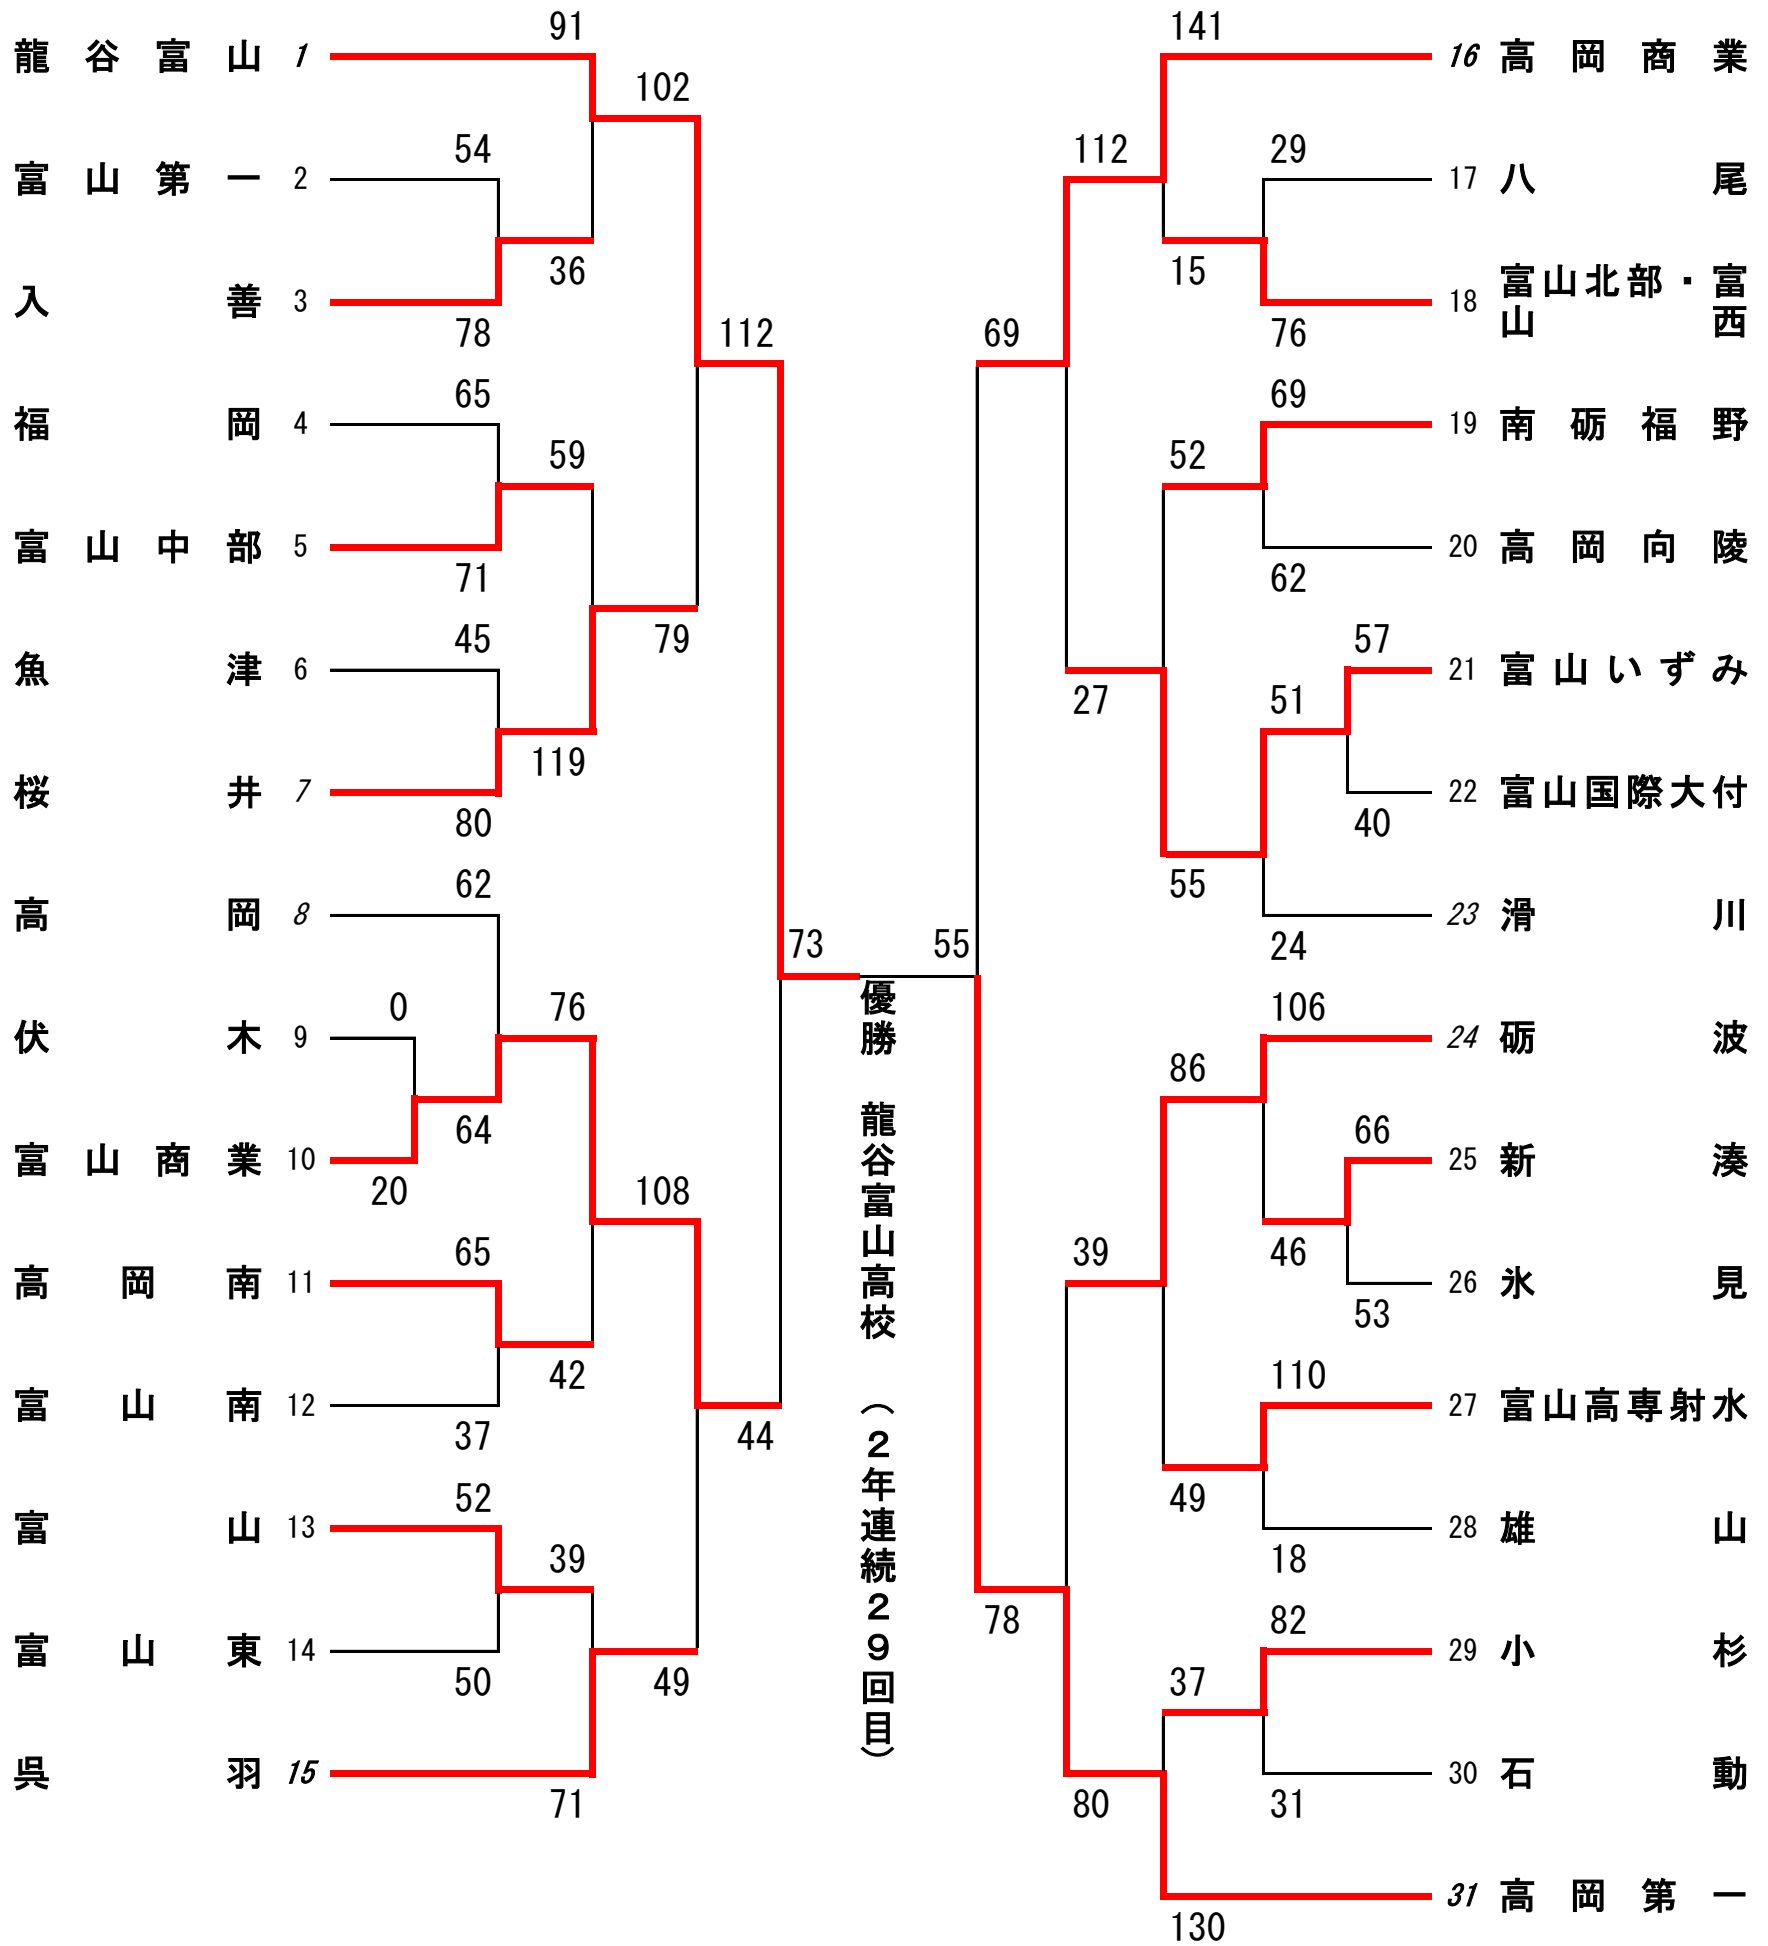 龍谷富山 1
91
102
富山第一 2
54
36
入善 3
78
112
福岡 4
65
59
富山中部 5
71
79
魚津 6
45
119
桜井 7
80
高岡 8
62
73
伏木 9
0
76
64
富山商業 10
20
108
高岡南 11
65
42
44
富山南 12
37
富山 13
52
39
富山東 14
50
49
呉羽 15
71
優勝 龍谷富山高校 (2年連続29回目)
141
16 高岡商業
112
29
17 八尾
15
18 富山北部・富山西
76
69
69
19 南砺福野
52
20 高岡向陵
62
57
21 富山いずみ
27
51
22 富山国際大付
40
55
23 滑川
24
55
106
24 砺波
86
66
25 新湊
39
46
26 氷見
53
110
27 富山高専射水
49
28 雄山
18
78
82
29 小杉
37
30 石動
31
80
31 高岡第一
130